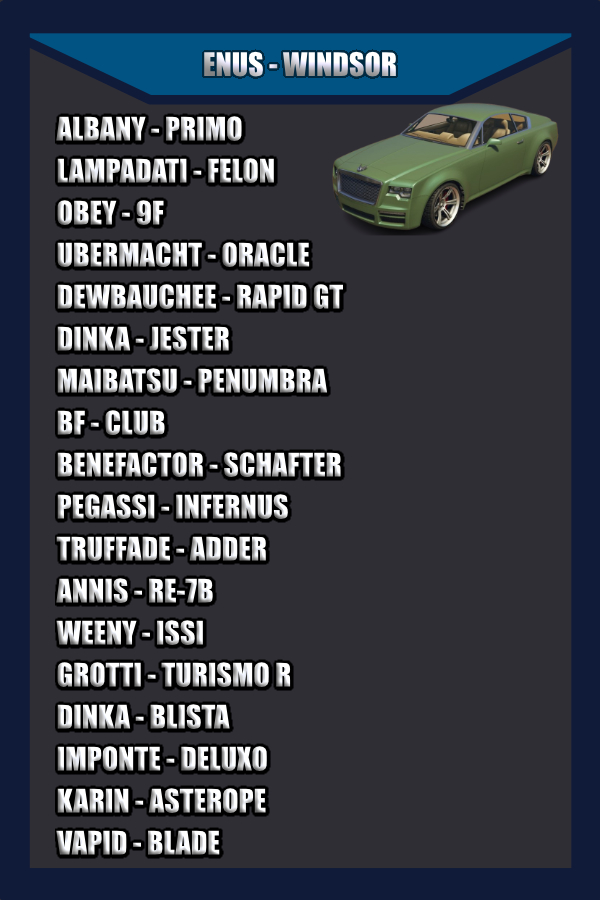 ENUS - WINDSOR
ALBANY - PRIMO
LAMPADATI - FELON
OBEY - 9F
UBERMACHT - ORACLE
DEWBAUCHEE - RAPID GT
DINKA - JESTER
MAIBATSU - PENUMBRA
BF - CLUB
BENEFACTOR - SCHAFTER
PEGASSI - INFERNUS
TRUFFADE - ADDER
ANNIS - RE-7B
WEENY - ISSI
GROTTI - TURISMO R
DINKA - BLISTA
IMPONTE - DELUXO
KARIN - ASTEROPE
VAPID - BLADE